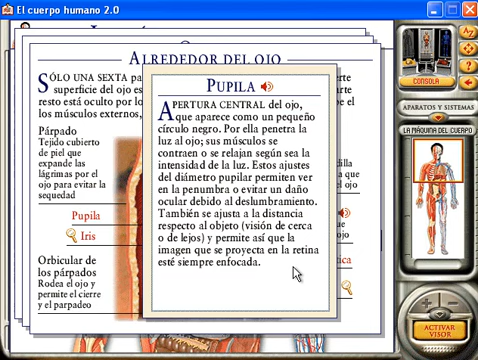 El cuerpo humano 2.0
ALREDEDOR DEL OJO
SÓLO UNA SEXTA
superficie del ojo
resto está oculto por
los músculos externos,
Párpado
Tejido cubierto
de piel que
expande las
lágrimas por el
ojo para evitar la
sequedad
Pupila
Iris
Orbicular de
los párpados
Rodea el ojo y
permite el cierre
y el parpadeo
PUPILA
APERTURA CENTRAL del ojo,
que aparece como un pequeño
círculo negro. Por ella penetra la
luz al ojo; sus músculos se
contraen o se relajan según sea la
intensidad de la luz. Estos ajustes
del diámetro pupilar permiten ver
en la penumbra o evitar un daño
ocular debido al deslumbramiento.
También se ajusta a la distancia
respecto al objeto (visión de cerca
o de lejos) y permite así que la
imagen que se proyecta en la retina
esté siempre enfocada.
CONSOLA
A/Z
?
APARATOS Y SISTEMAS
LA MÁQUINA DEL CUERPO
ACTIVAR
VISOR